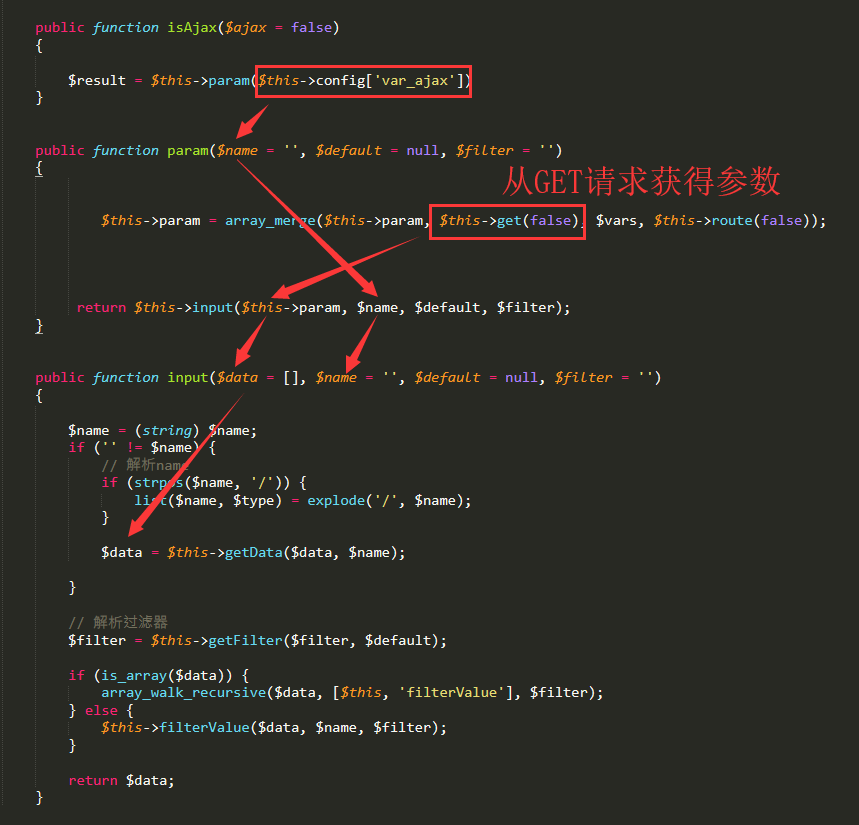 public function isAjax($ajax = false)
{
$result = $this->param($this->config['var_ajax'])
}
public function param($name = '', $default = null, $filter = '')
{
从GET请求获得参数
$this->param = array_merge($this->param, $this->get(false), $vars, $this->route(false));
return $this->input($this->param, $name, $default, $filter);
}
public function input($data = [], $name = '', $default = null, $filter = '')
{
$name = (string) $name;
if ('' != $name) {
// 解析name
if (strpos($name, '/')) {
list($name, $type) = explode('/', $name);
}
$data = $this->getData($data, $name);
}
// 解析过滤器
$filter = $this->getFilter($filter, $default);
if (is_array($data)) {
array_walk_recursive($data, [$this, 'filterValue'], $filter);
} else {
$this->filterValue($data, $name, $filter);
}
return $data;
}